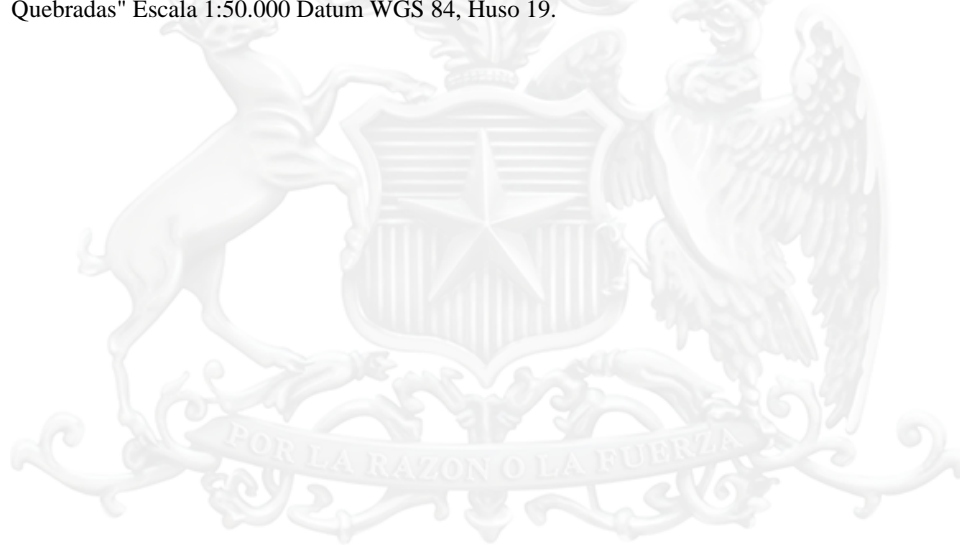 Quebradas" Escala 1:50.000 Datum WGS 84, Huso 19.
POR LA RAZON O LA FUERZA